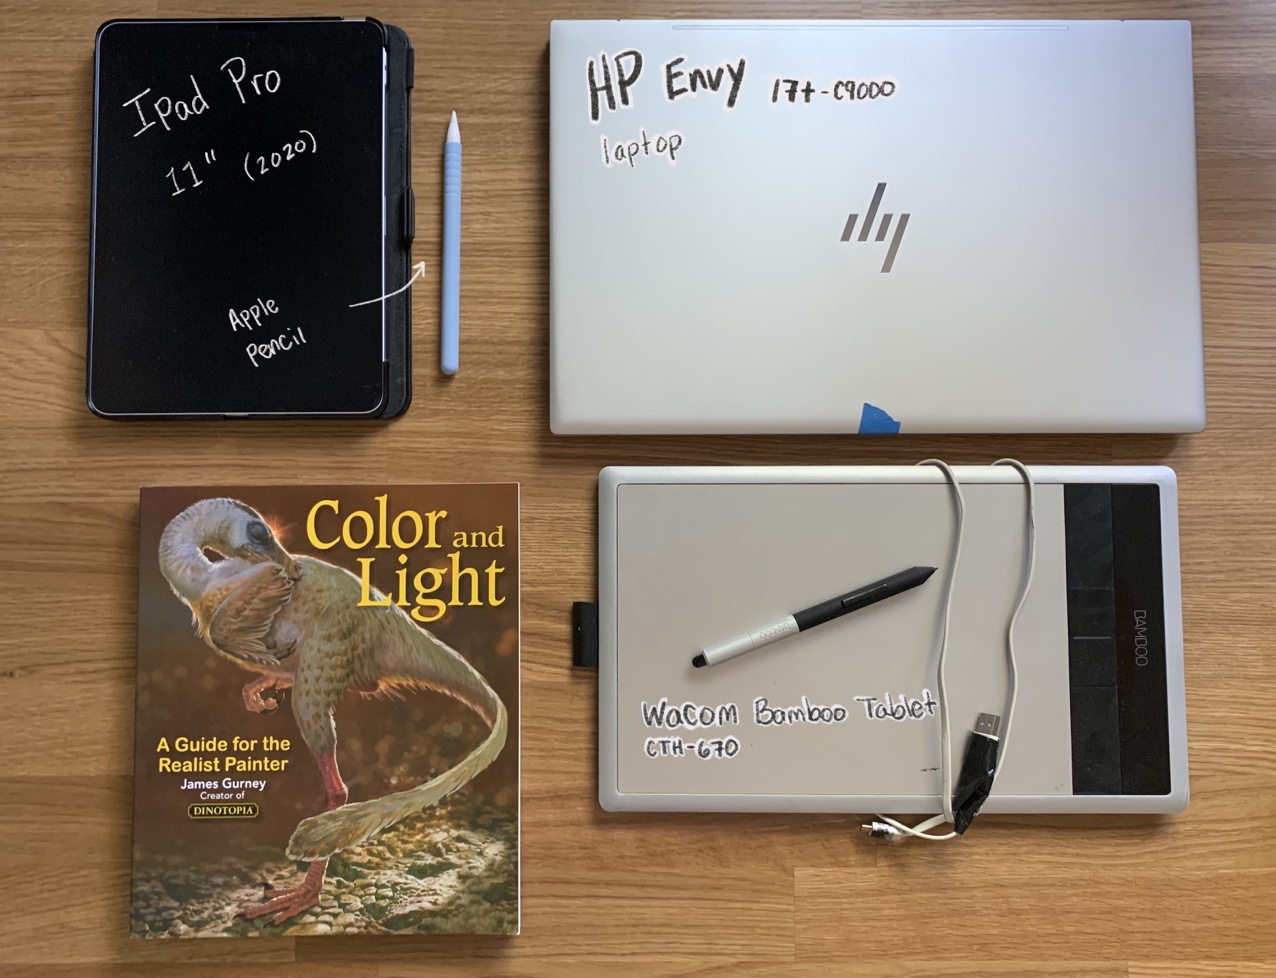 Ipad Pro
11" (2020)
Apple
Pencil
HP Envy 17t-C9000
laptop
hp
Color and
Light
A Guide for the
Realist Painter
James Gurney
Creator of
DINOTOPIA
BAMBOO
Wacom Bamboo Tablet
CTH-670